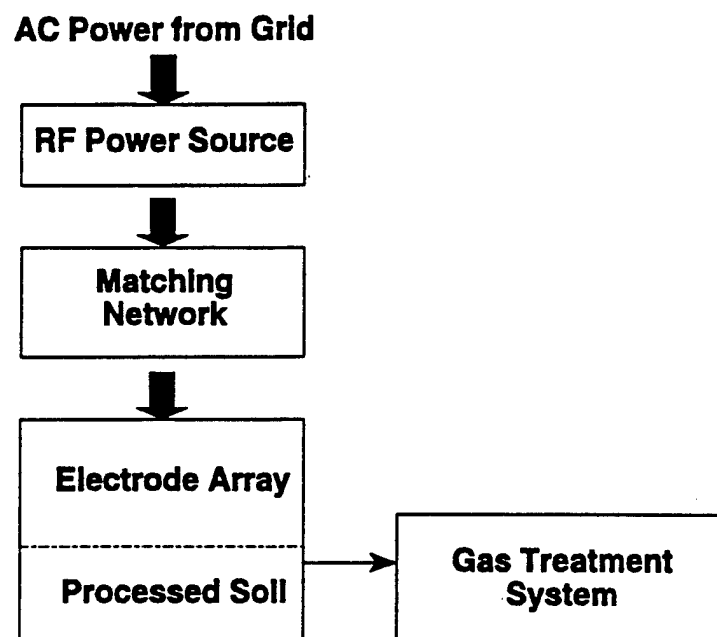 AC Power from Grid
RF Power Source
Matching
Network
Electrode Array
Processed Soil
Gas Treatment
System